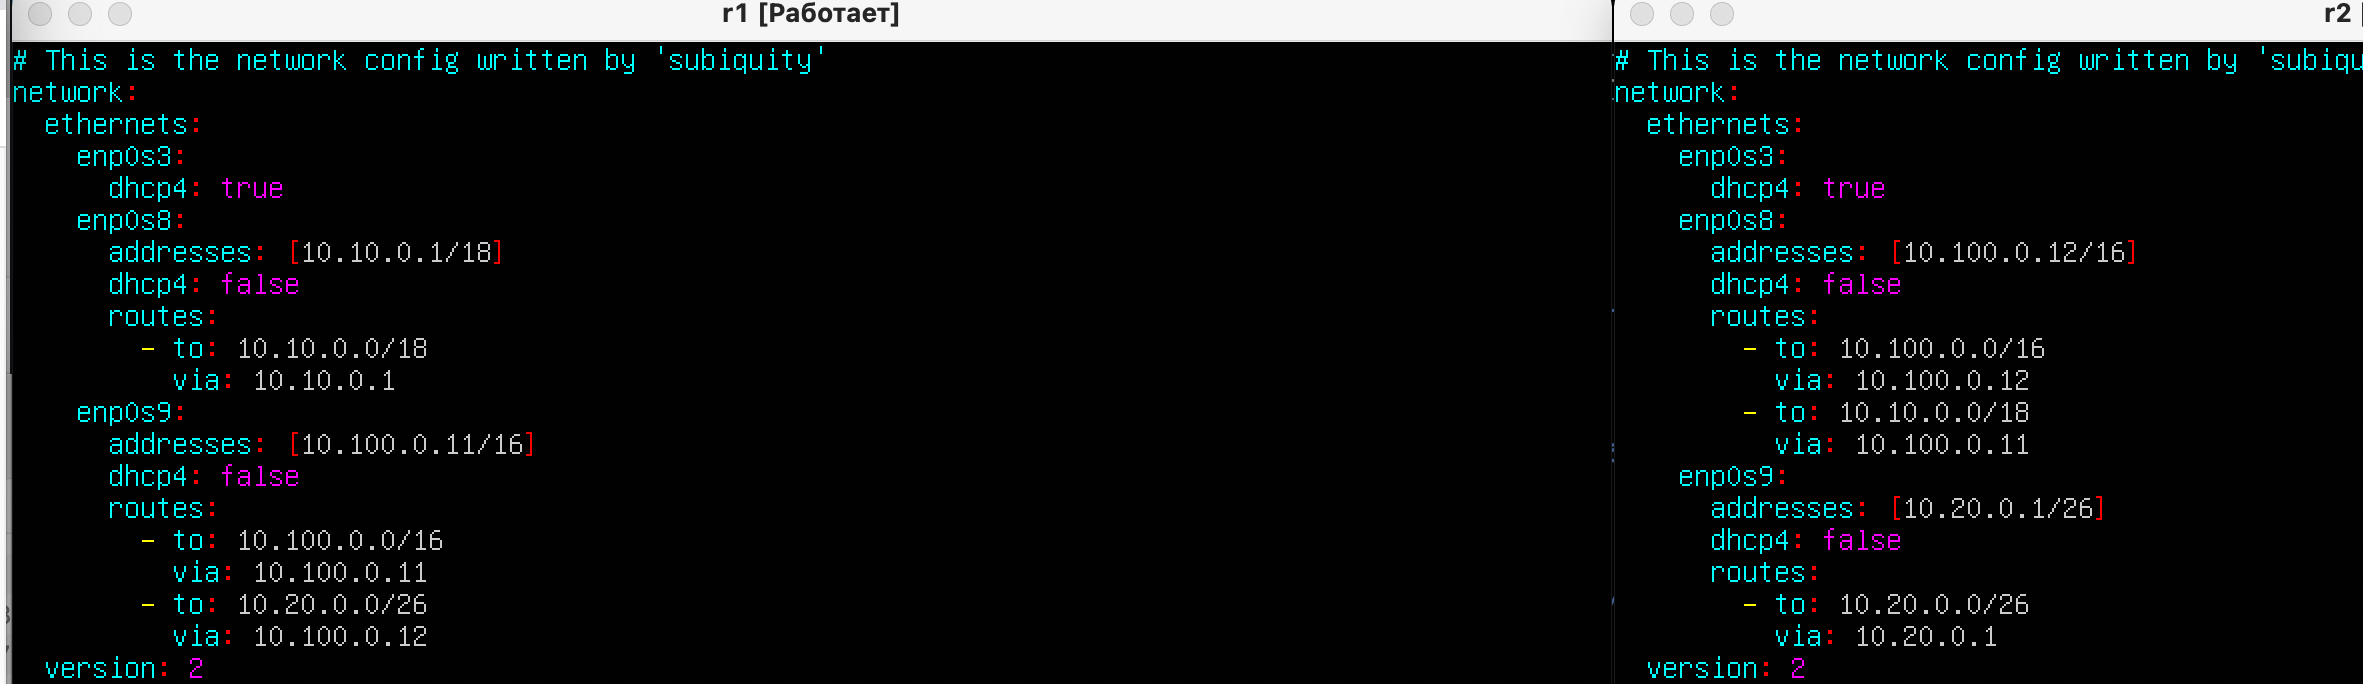 r1 [Работает]
# This is the network config written by 'subiquity'
network:
  ethernets:
    enp0s3:
      dhcp4: true
    enp0s8:
      addresses: [10.10.0.1/18]
      dhcp4: false
      routes:
        - to: 10.10.0.0/18
          via: 10.10.0.1
    enp0s9:
      addresses: [10.100.0.11/16]
      dhcp4: false
      routes:
        - to: 10.100.0.0/16
          via: 10.100.0.11
        - to: 10.20.0.0/26
          via: 10.100.0.12
  version: 2
r2 [
# This is the network config written by 'subiqu
network:
  ethernets:
    enp0s3:
      dhcp4: true
    enp0s8:
      addresses: [10.100.0.12/16]
      dhcp4: false
      routes:
        - to: 10.100.0.0/16
          via: 10.100.0.12
        - to: 10.10.0.0/18
          via: 10.100.0.11
    enp0s9:
      addresses: [10.20.0.1/26]
      dhcp4: false
      routes:
        - to: 10.20.0.0/26
          via: 10.20.0.1
  version: 2